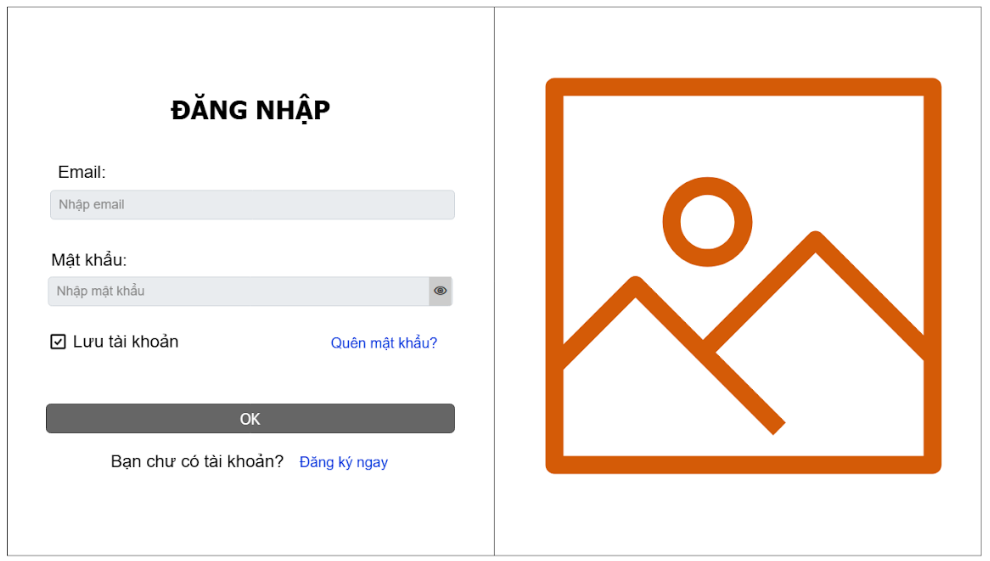 ĐĂNG NHẬP
Email:
Nhập email
Mật khẩu:
Nhập mật khẩu
Lưu tài khoản
Quên mật khẩu?
OK
Bạn chư có tài khoản? Đăng ký ngay